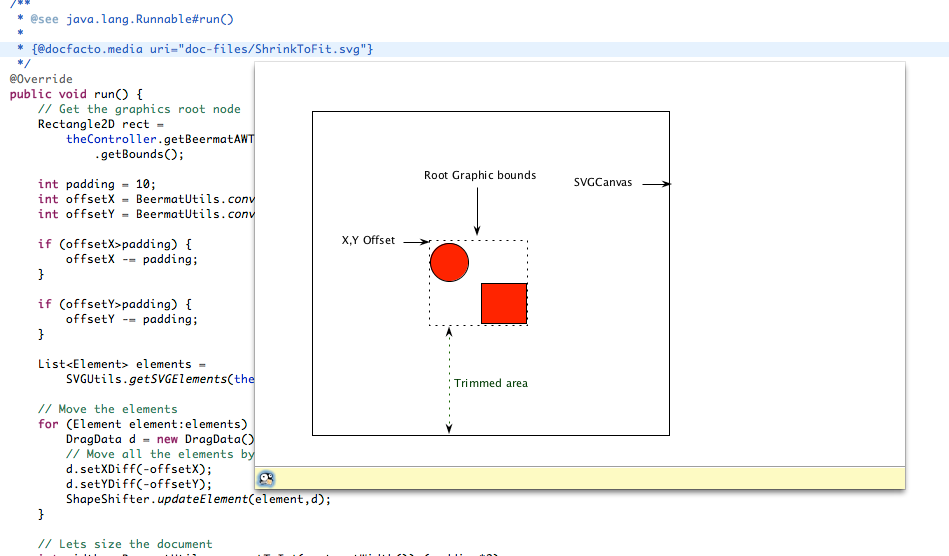 /**
* @see java.lang.Runnable#run()
*
* {@docfacto.media uri="doc-files/ShrinkToFit.svg"}
*/
@Override
public void run() {
// Get the graphics root node
Rectangle2D rect =
theController.getBeermatAWT
.getBounds();
int padding = 10;
int offsetX = BeermatUtils.conv
int offsetY = BeermatUtils.conv
if (offsetX>padding) {
offsetX -= padding;
}
if (offsetY>padding) {
offsetY -= padding;
}
List<Element> elements =
SVGUtils.getSVGElements(the
// Move the elements
for (Element element:elements)
DragData d = new DragData()
// Move all the elements by
d.setXDiff(-offsetX);
d.setYDiff(-offsetY);
ShapeShifter.updateElement(element,d);
}
// Lets size the document
Root Graphic bounds
SVGCanvas
X,Y Offset
Trimmed area